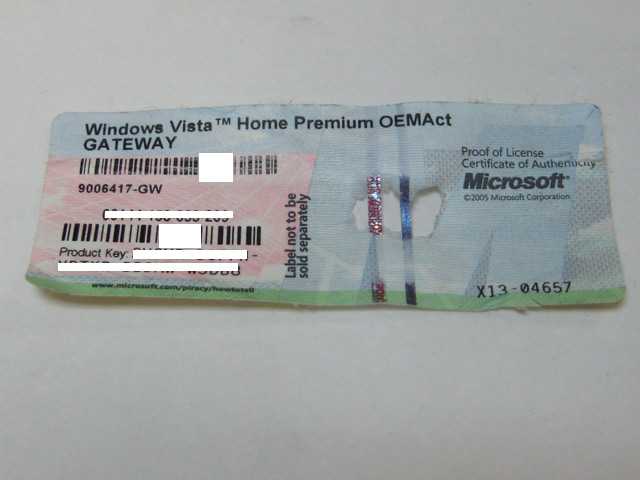 Windows Vista™ Home Premium OEMAct
GATEWAY
9006417-GW
Product Key:
www.microsoft.com/piracy/howtotell
Label not to be
sold separately
Proof of License
Certificate of Authenticity
Microsoft®
©2005 Microsoft Corporation
X13-04657